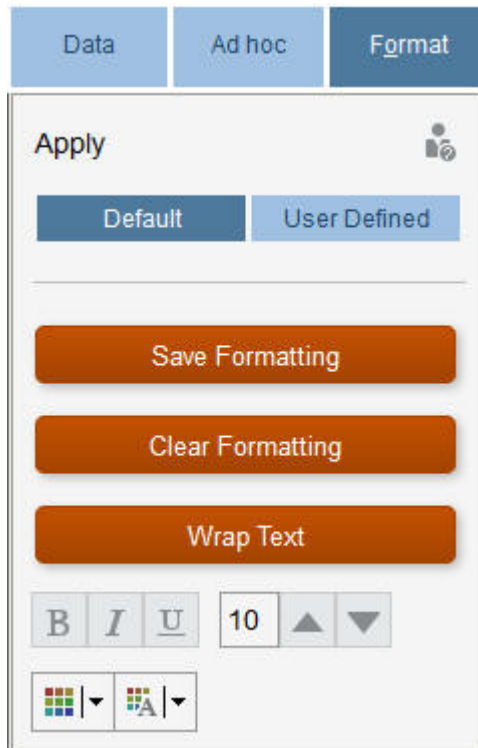 Data Ad hoc Format
Apply
Default User Defined
Save Formatting
Clear Formatting
Wrap Text
B I U 10
A